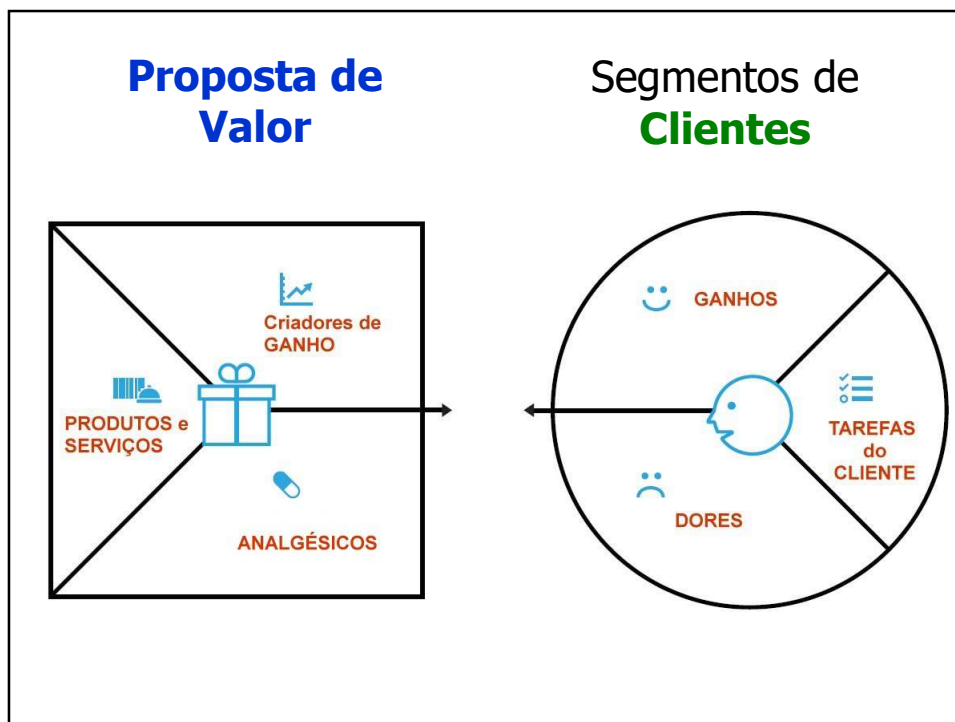 Proposta de
Valor
Segmentos de
Clientes
Criadores de
GANHO
PRODUTOS e
SERVIÇOS
ANALGÉSICOS
GANHOS
TAREFAS
do
CLIENTE
DORES